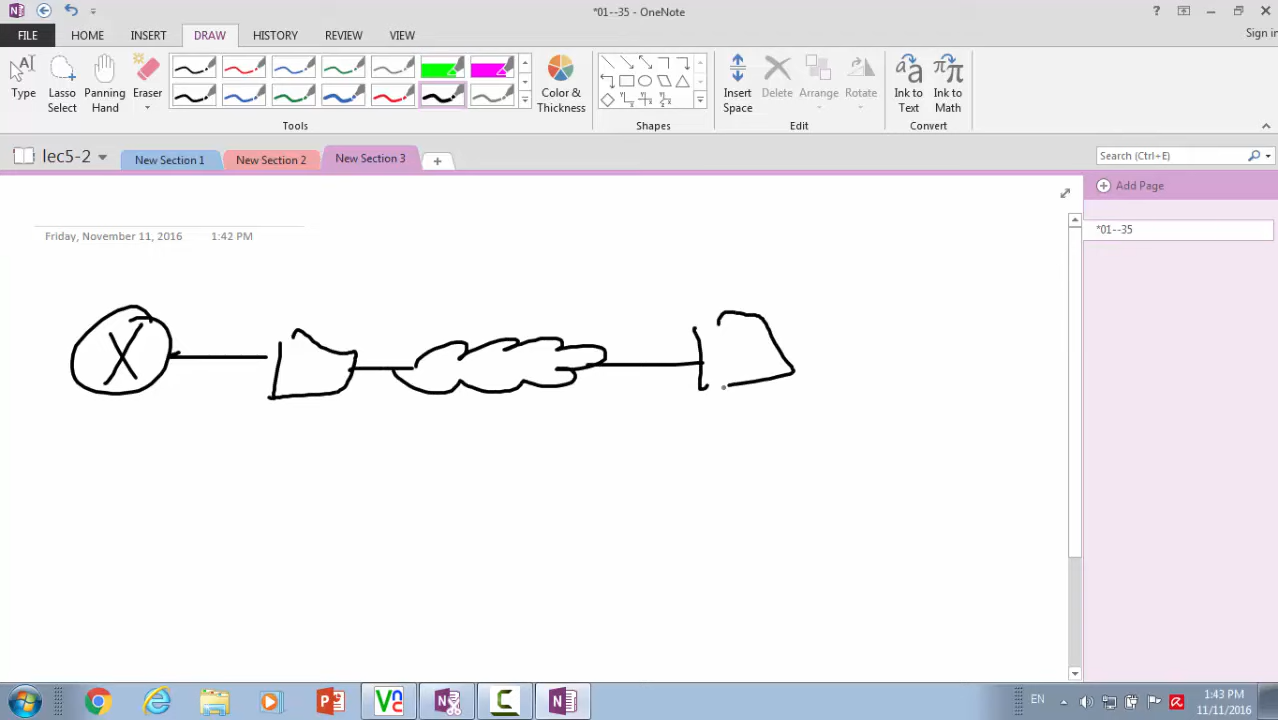 *01--35 - OneNote
FILE HOME INSERT DRAW HISTORY REVIEW VIEW
Sign in
Type
Lasso Select
Panning Hand
Eraser
Color & Thickness
Insert Space
Delete
Arrange
Rotate
Ink to Text
Ink to Math
Tools
Shapes
Edit
Convert
lec5-2
New Section 1
New Section 2
New Section 3
Search (Ctrl+E)
Add Page
*01--35
Friday, November 11, 2016 1:42 PM
X
EN
1:43 PM
11/11/2016